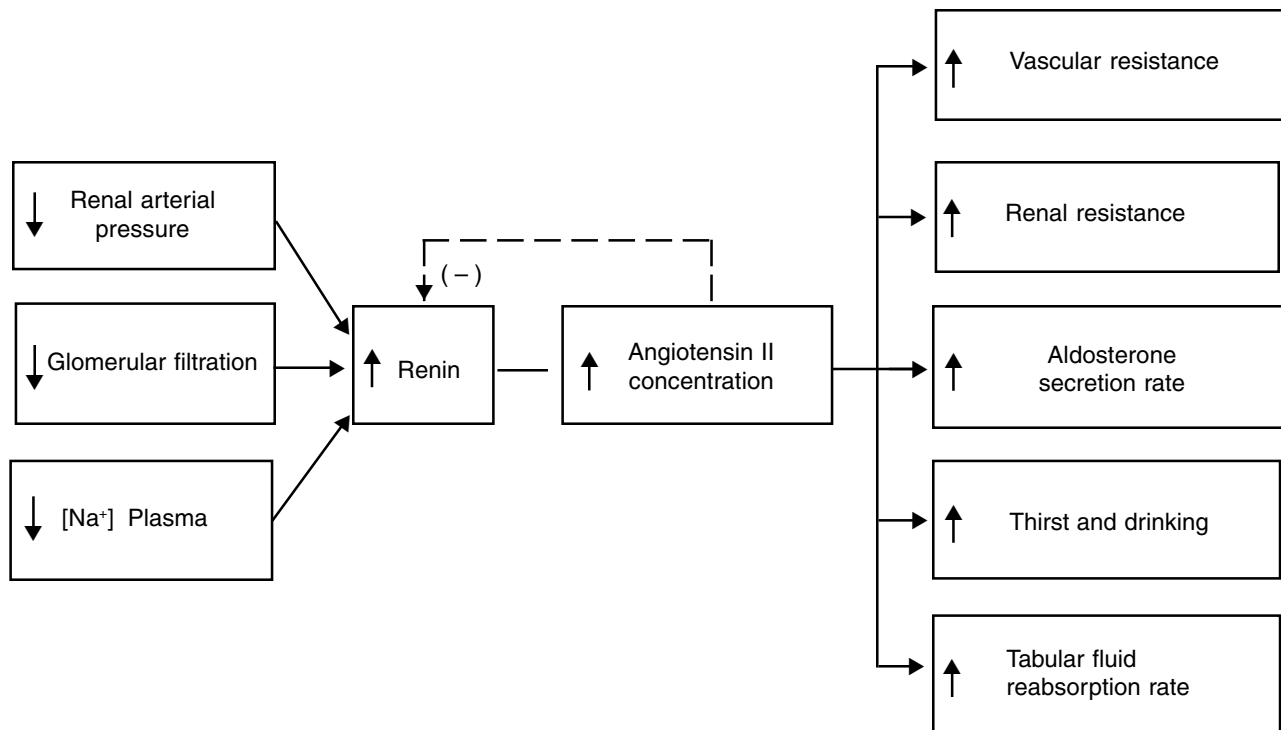 Vascular resistance
Renal arterial
pressure
Renal resistance
( – )
Glomerular filtration
Renin
Angiotensin II
concentration
Aldosterone
secretion rate
[Na⁺] Plasma
Thirst and drinking
Tabular fluid
reabsorption rate